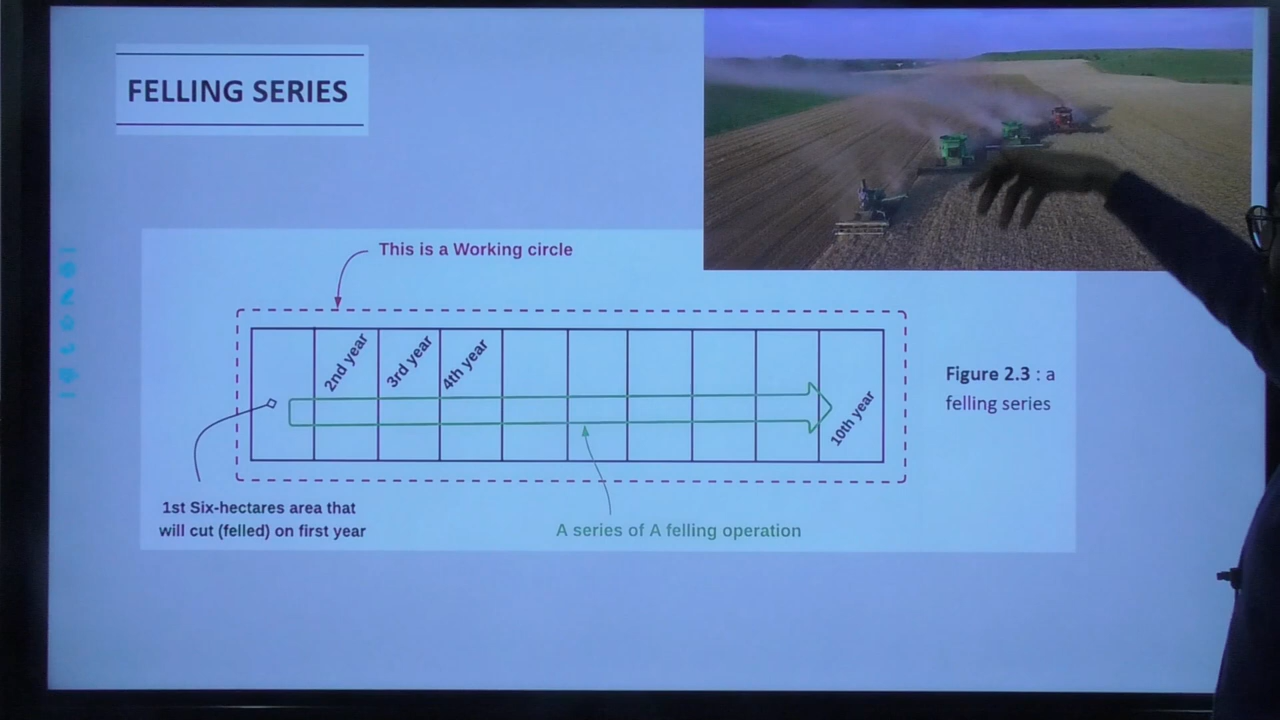 FELLING SERIES
This is a Working circle
2nd year
3rd year
4th year
10th year
Figure 2.3 : a
felling series
1st Six-hectares area that
will cut (felled) on first year
A series of A felling operation